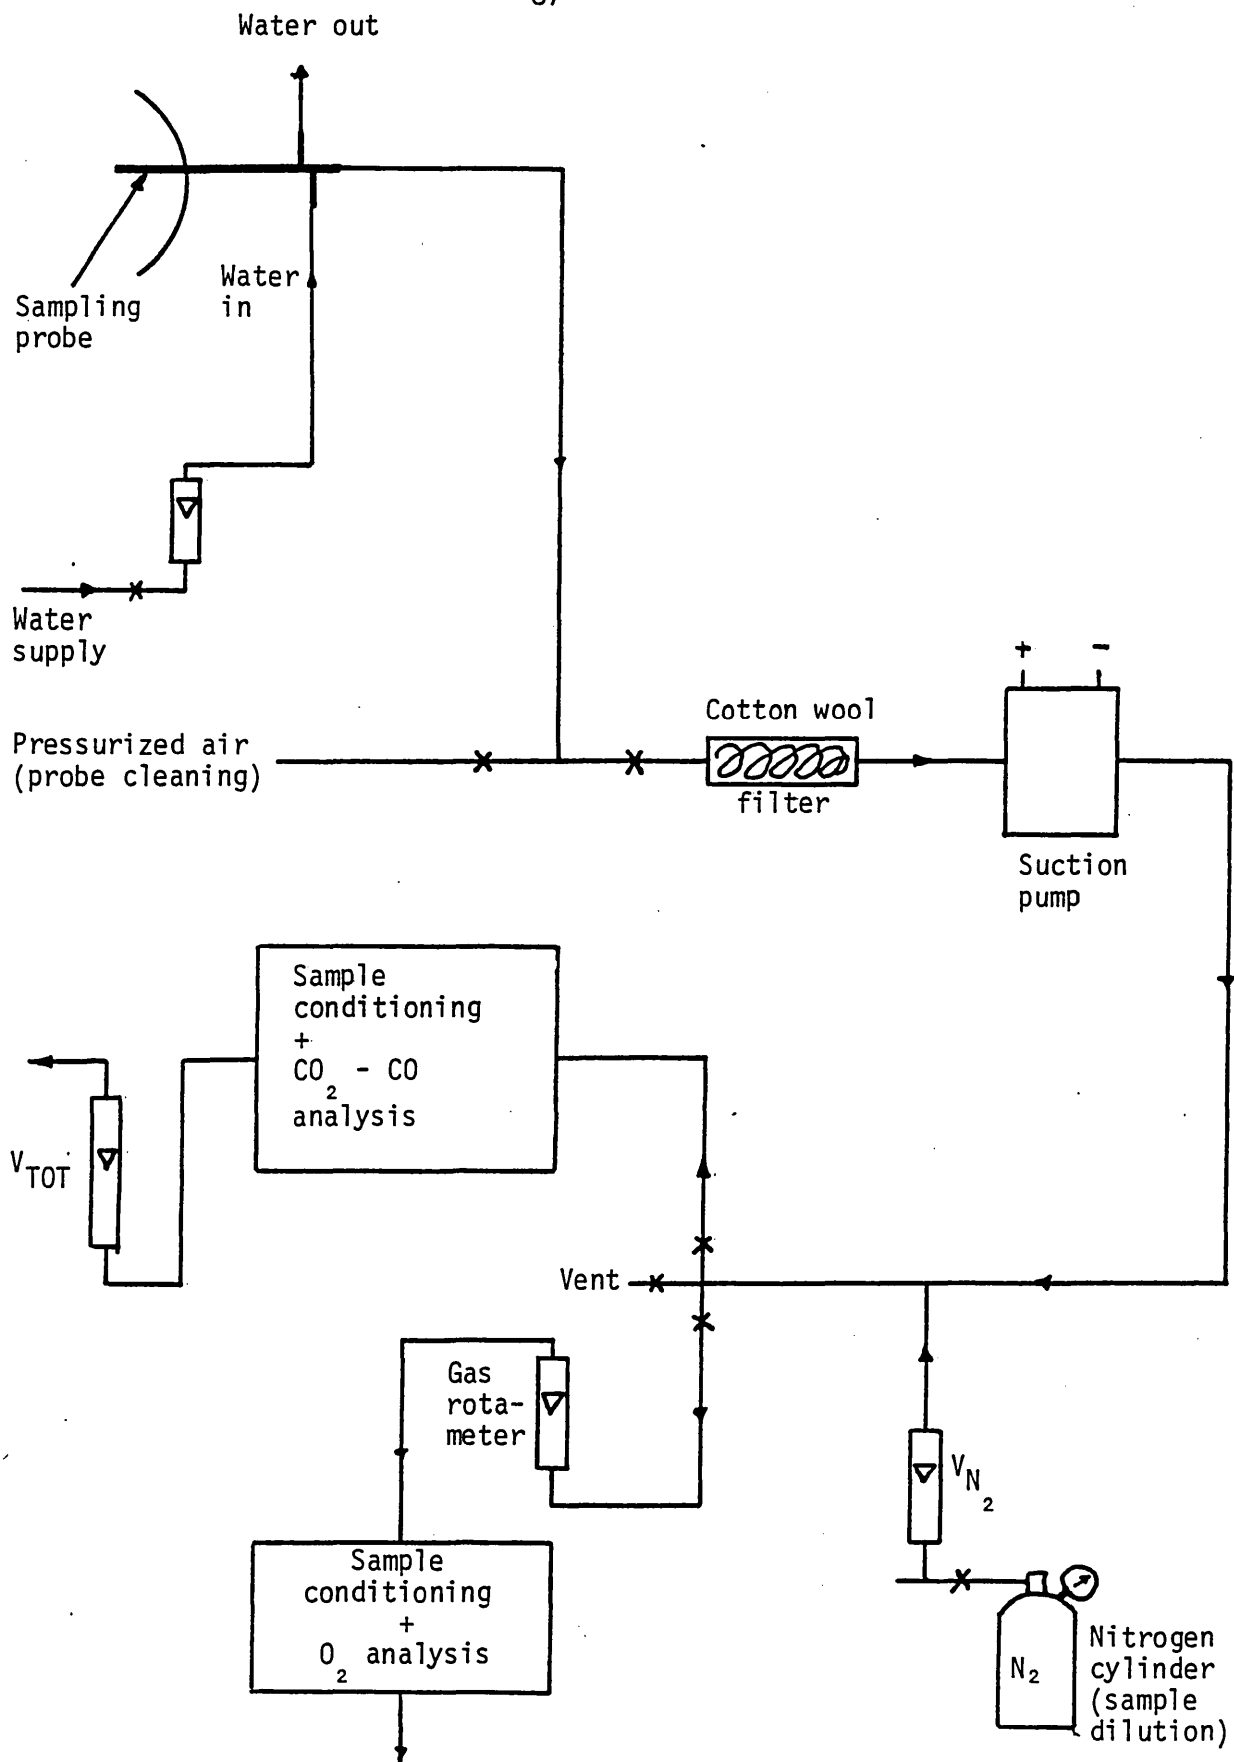 Water out
Water
in
Sampling
probe
Water
supply
+ -
Cotton wool
Pressurized air
(probe cleaning)
filter
Suction
pump
Sample
conditioning
+
CO2 - CO
analysis
VTOT
Vent
Gas
rota-
meter
VN2
Sample
conditioning
+
O2 analysis
N2
Nitrogen
cylinder
(sample
dilution)